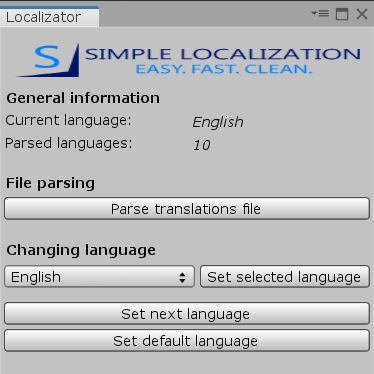 Localizator
SIMPLE LOCALIZATION
EASY. FAST. CLEAN.
General information
Current language: English
Parsed languages: 10
File parsing
Parse translations file
Changing language
English Set selected language
Set next language
Set default language